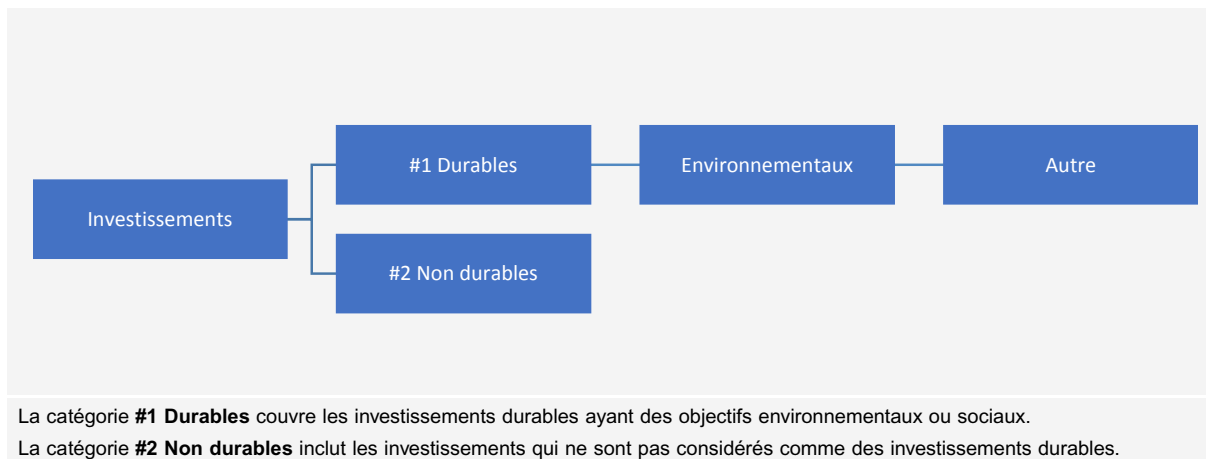 #1 Durables
Environnementaux
Autre
Investissements
#2 Non durables
La catégorie #1 Durables couvre les investissements durables ayant des objectifs environnementaux ou sociaux.
La catégorie #2 Non durables inclut les investissements qui ne sont pas considérés comme des investissements durables.